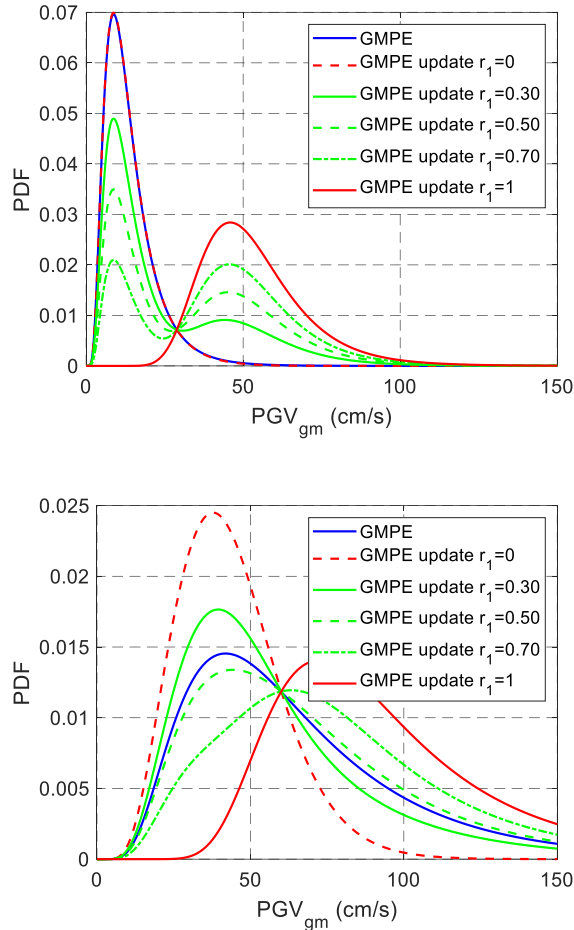 0.07
0.06
0.05
0.04
0.03
0.02
0.01
0
PDF
GMPE
GMPE update r1=0
GMPE update r1=0.30
GMPE update r1=0.50
GMPE update r1=0.70
GMPE update r1=1
0 50 100 150
PGVgm (cm/s)
0.025
0.02
0.015
0.01
0.005
0
PDF
GMPE
GMPE update r1=0
GMPE update r1=0.30
GMPE update r1=0.50
GMPE update r1=0.70
GMPE update r1=1
0 50 100 150
PGVgm (cm/s)